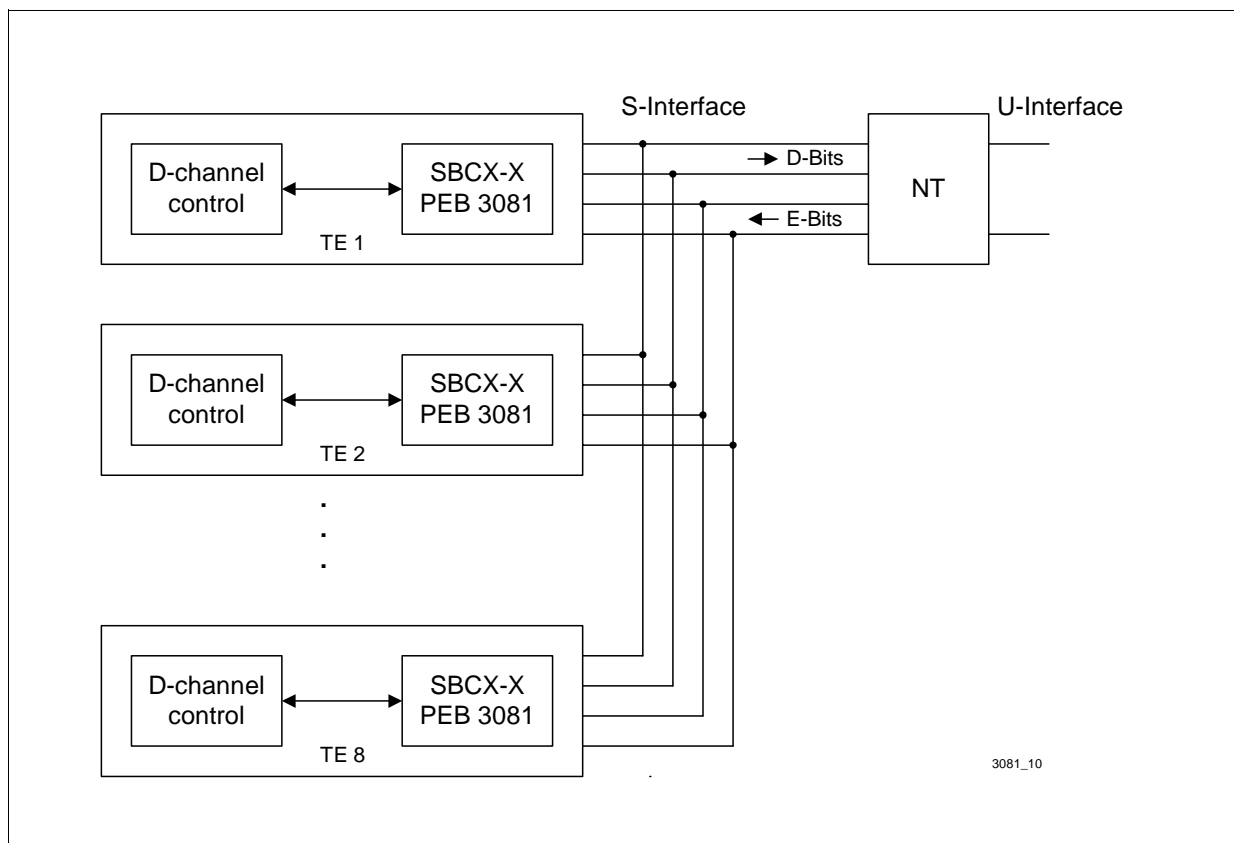 S-Interface
U-Interface
D-channel
control
SBCX-X
PEB 3081
TE 1
D-Bits
E-Bits
NT
D-channel
control
SBCX-X
PEB 3081
TE 2
.
.
.
D-channel
control
SBCX-X
PEB 3081
TE 8
3081_10